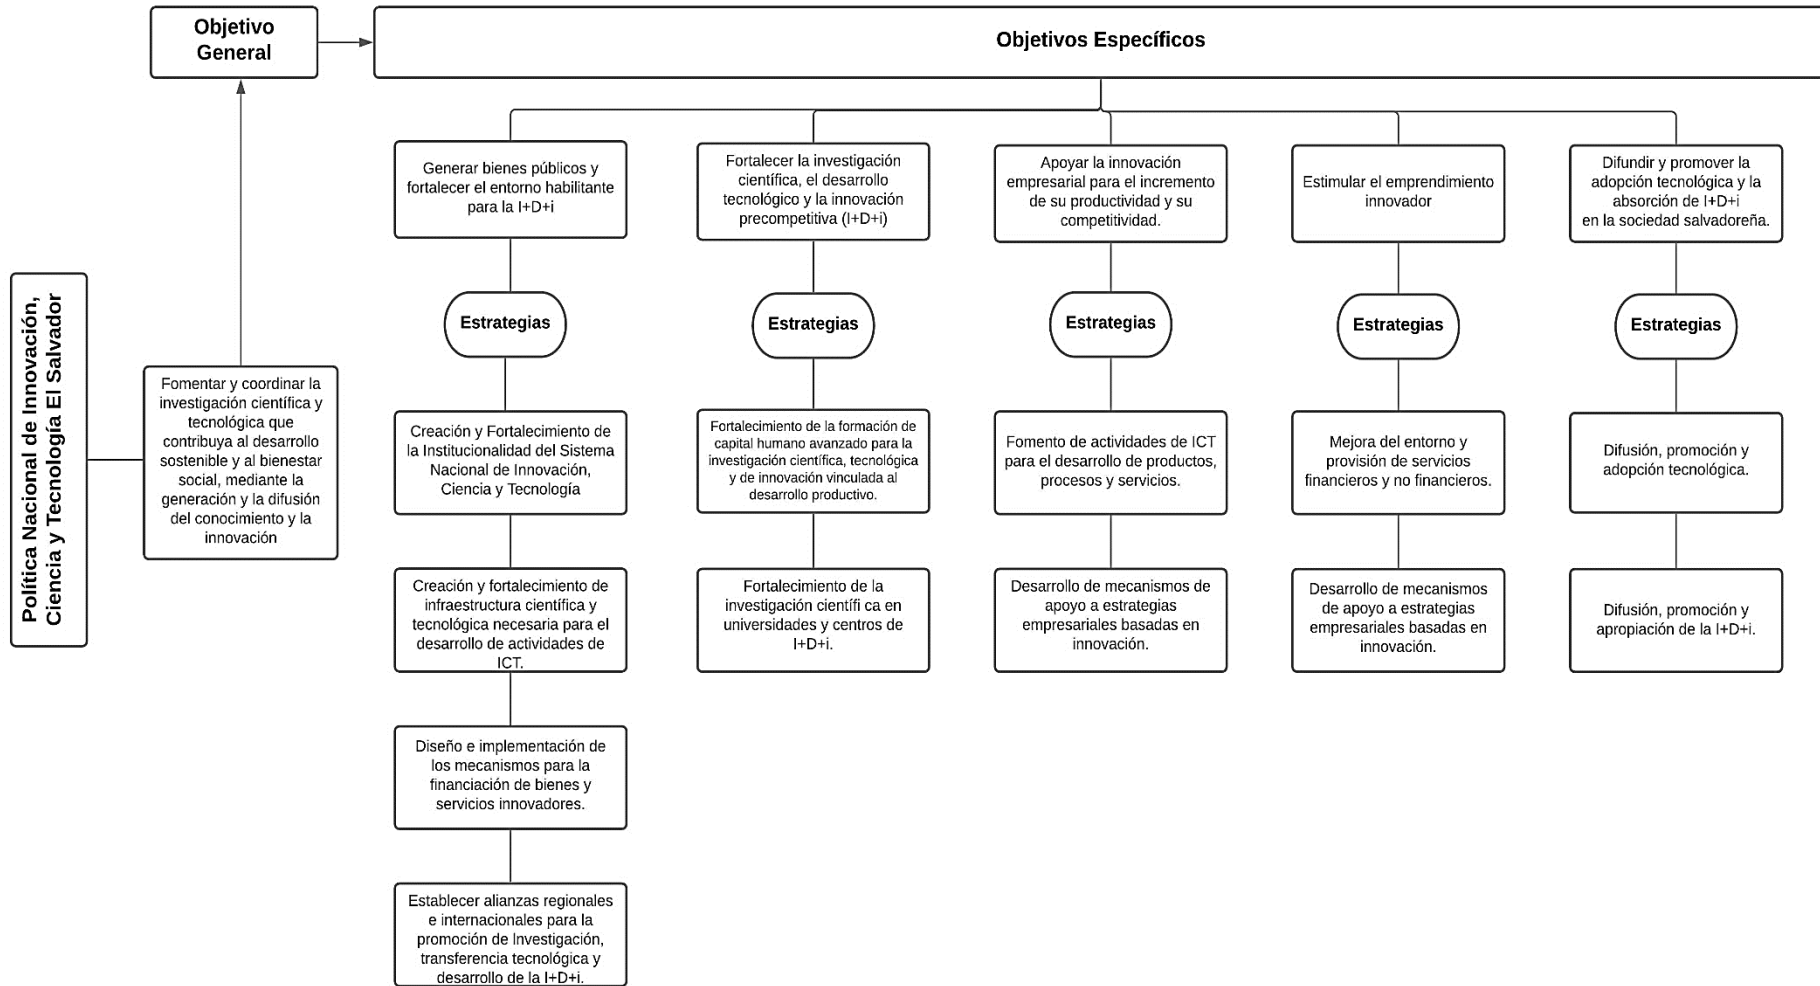 Objetivo
General
Objetivos Específicos
Política Nacional de Innovación,
Ciencia y Tecnología El Salvador
Fomentar y coordinar la
investigación científica y
tecnológica que
contribuya al desarrollo
sostenible y al bienestar
social, mediante la
generación y la difusión
del conocimiento y la
innovación
Generar bienes públicos y
fortalecer el entorno habilitante
para la I+D+i
Estrategias
Creación y Fortalecimiento de
la Institucionalidad del Sistema
Nacional de Innovación,
Ciencia y Tecnología
Creación y fortalecimiento de
infraestructura científica y
tecnológica necesaria para el
desarrollo de actividades de
ICT.
Diseño e implementación de
los mecanismos para la
financiación de bienes y
servicios innovadores.
Establecer alianzas regionales
e internacionales para la
promoción de Investigación,
transferencia tecnológica y
desarrollo de la I+D+i.
Fortalecer la investigación
científica, el desarrollo
tecnológico y la innovación
precompetitiva (I+D+i)
Estrategias
Fortalecimiento de la formación de
capital humano avanzado para la
investigación científica, tecnológica
y de innovación vinculada al
desarrollo productivo.
Fortalecimiento de la
investigación científi ca en
universidades y centros de
I+D+i.
Apoyar la innovación
empresarial para el incremento
de su productividad y su
competitividad.
Estrategias
Fomento de actividades de ICT
para el desarrollo de productos,
procesos y servicios.
Desarrollo de mecanismos de
apoyo a estrategias
empresariales basadas en
innovación.
Estimular el emprendimiento
innovador
Estrategias
Mejora del entorno y
provisión de servicios
financieros y no financieros.
Desarrollo de mecanismos
de apoyo a estrategias
empresariales basadas en
innovación.
Difundir y promover la
adopción tecnológica y la
absorción de I+D+i
en la sociedad salvadoreña.
Estrategias
Difusión, promoción y
adopción tecnológica.
Difusión, promoción y
apropiación de la I+D+i.